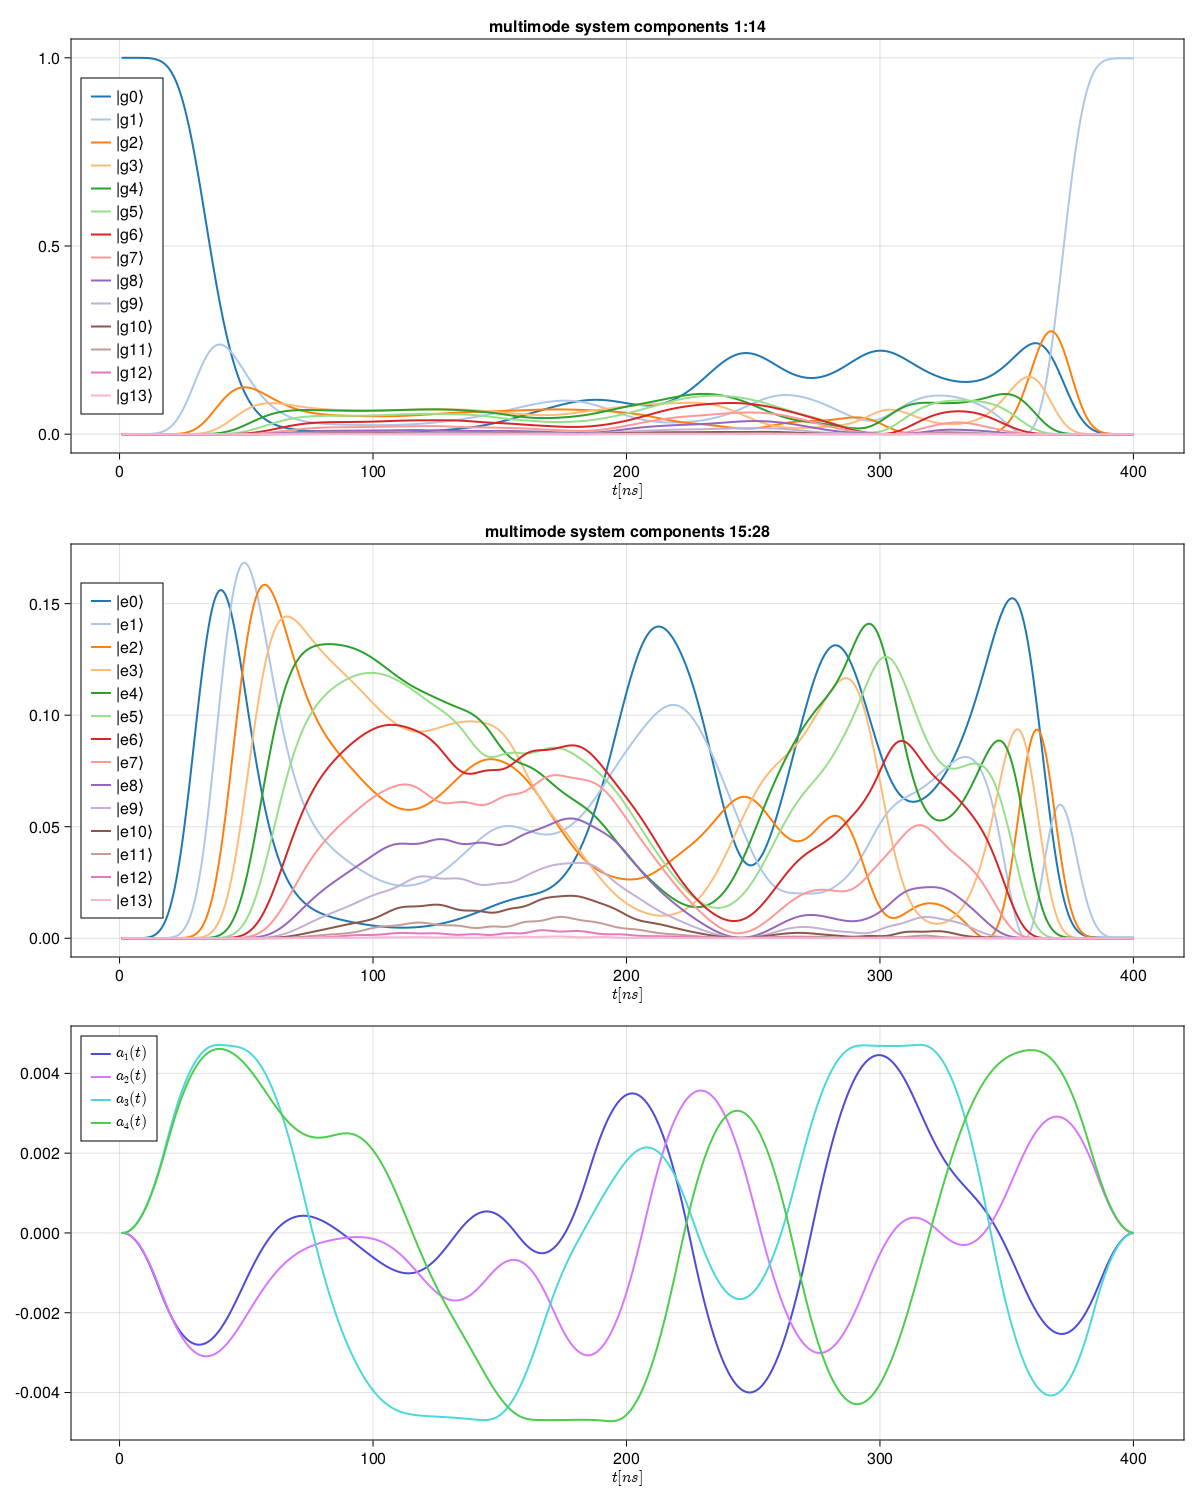 multimode system components 1:14
1.0
0.5
0.0
|g0⟩
|g1⟩
|g2⟩
|g3⟩
|g4⟩
|g5⟩
|g6⟩
|g7⟩
|g8⟩
|g9⟩
|g10⟩
|g11⟩
|g12⟩
|g13⟩
0 100 200 300 400
t[ns]
multimode system components 15:28
0.15
0.10
0.05
0.00
|e0⟩
|e1⟩
|e2⟩
|e3⟩
|e4⟩
|e5⟩
|e6⟩
|e7⟩
|e8⟩
|e9⟩
|e10⟩
|e11⟩
|e12⟩
|e13⟩
0 100 200 300 400
t[ns]
0.004
0.002
0.000
-0.002
-0.004
a₁(t)
a₂(t)
a₃(t)
a₄(t)
0 100 200 300 400
t[ns]